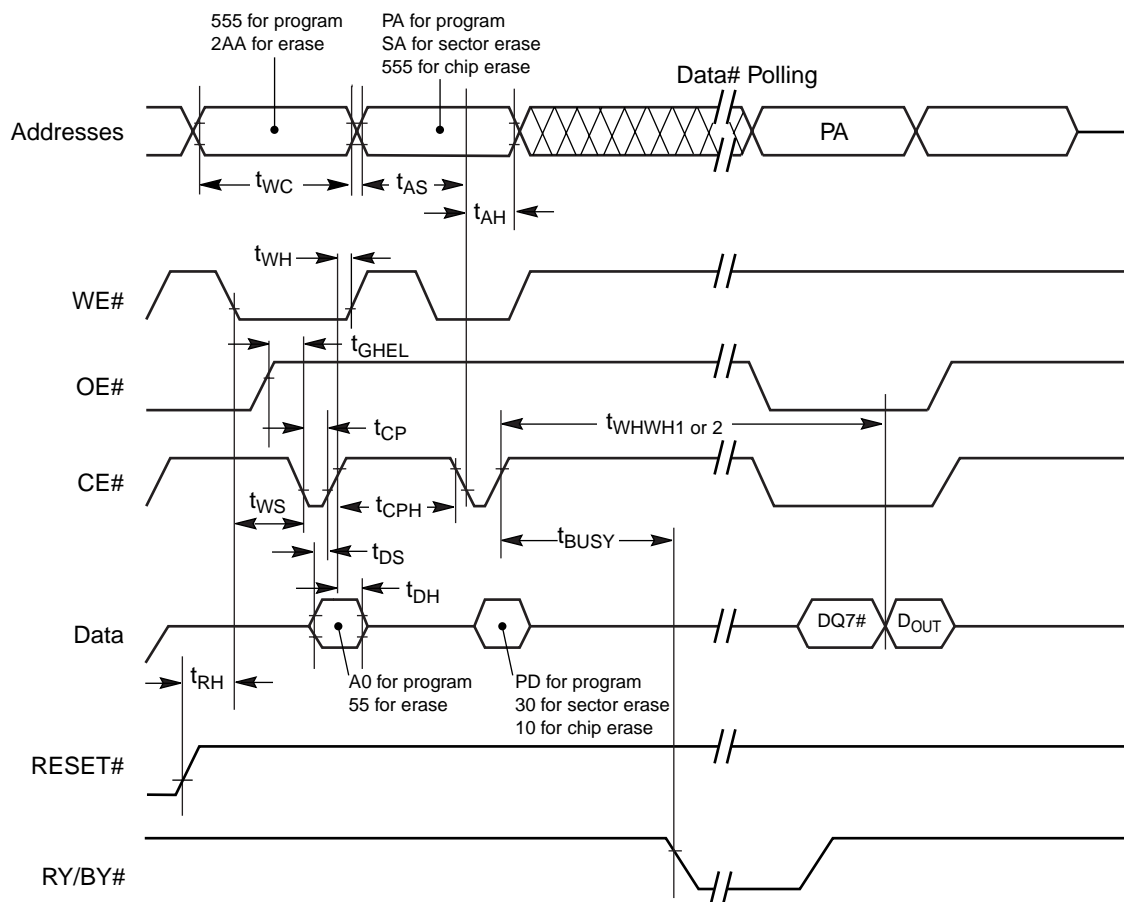 555 for program
2AA for erase
PA for program
SA for sector erase
555 for chip erase
Data# Polling
Addresses
PA
tWC
tAS
tAH
tWH
WE#
tGHEL
OE#
tWHWH1 or 2
tCP
CE#
tWS
tCPH
tBUSY
tDS
tDH
Data
DQ7#
DOUT
tRH
A0 for program
55 for erase
PD for program
30 for sector erase
10 for chip erase
RESET#
RY/BY#